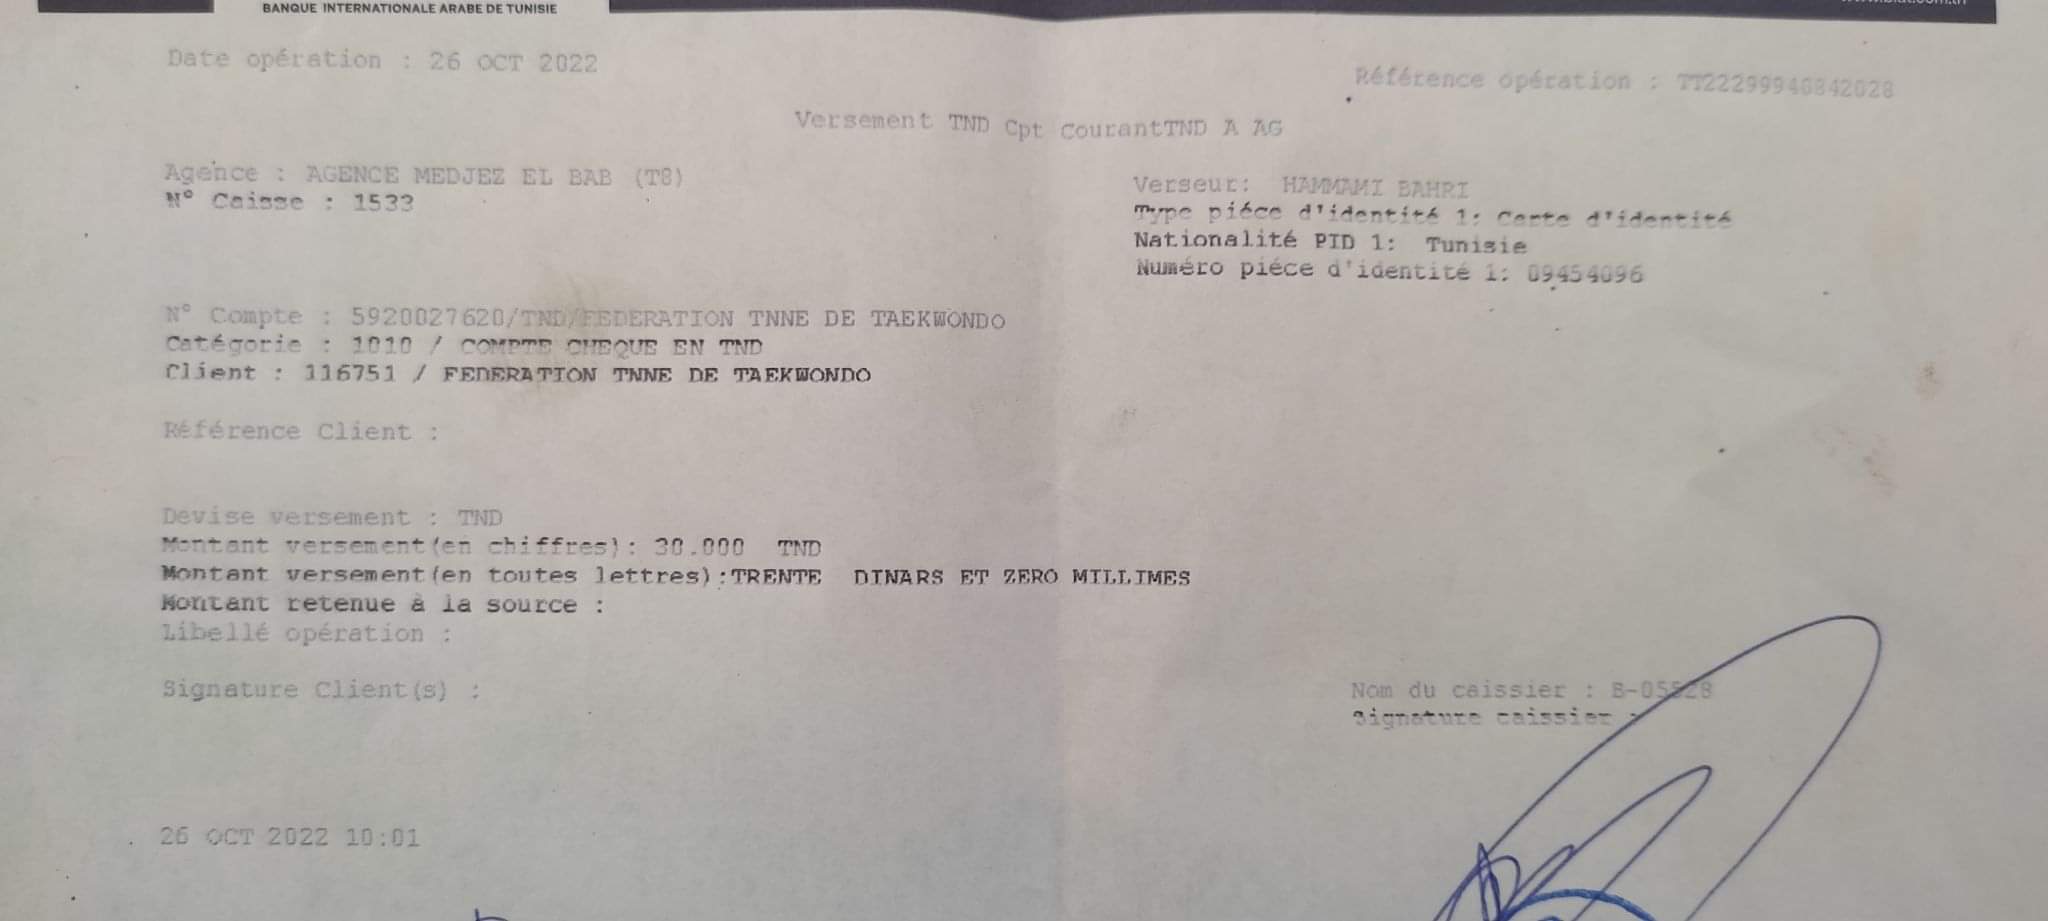 BANQUE INTERNATIONALE ARABE DE TUNISIE
Date opération : 26 OCT 2022
Référence opération : TT22299940842028
Versement TND Cpt CourantTND A AG
Agence : AGENCE MEDJEZ EL BAB (T8)
N° Caisse : 1533
Verseur: HAMMAMI BAHRI
Type piéce d'identité 1: Carte d'identité
Nationalité PID 1: Tunisie
Numéro piéce d'identité 1: 09454096
N° Compte : 5920027620/TND/FEDERATION TNNE DE TAEKWONDO
Catégorie : 1010 / COMPTE CHEQUE EN TND
Client : 116751 / FEDERATION TNNE DE TAEKWONDO
Référence Client :
Devise versement : TND
Montant versement(en chiffres): 30.000 TND
Montant versement(en toutes lettres):TRENTE DINARS ET ZERO MILLIMES
Montant retenue à la source :
Libellé opération :
Signature Client(s) :
Nom du caissier : B-05528
Signature caissier :
26 OCT 2022 10:01